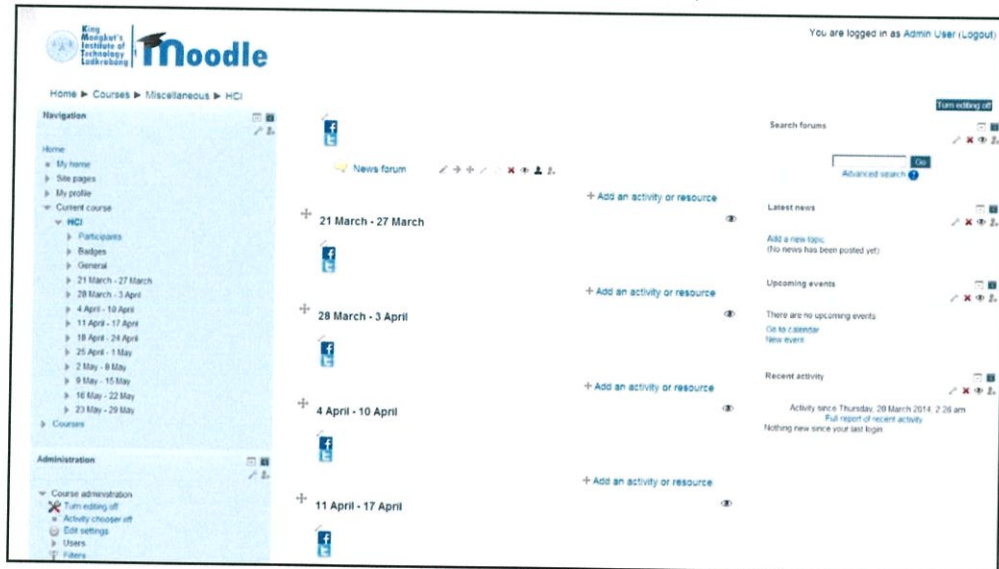 King
Mongkut's
Institute of
Technology
Ladkrabang
moodle
You are logged in as Admin User (Logout)
Home ► Courses ► Miscellaneous ► HCI
Turn editing off
Navigation
Home
My home
Site pages
My profile
Current course
HCI
Participants
Badges
General
21 March - 27 March
28 March - 3 April
4 April - 10 April
11 April - 17 April
18 April - 24 April
25 April - 1 May
2 May - 8 May
9 May - 15 May
16 May - 22 May
23 May - 29 May
Courses
Administration
Course administration
Turn editing off
Activity chooser off
Edit settings
Users
Filters
News forum
+ Add an activity or resource
21 March - 27 March
+ Add an activity or resource
28 March - 3 April
+ Add an activity or resource
4 April - 10 April
+ Add an activity or resource
11 April - 17 April
Search forums
Go
Advanced search
Latest news
Add a new topic
(No news has been posted yet)
Upcoming events
There are no upcoming events
Go to calendar
New event
Recent activity
Activity since Thursday, 20 March 2014, 2:26 am
Full report of recent activity
Nothing new since your last login